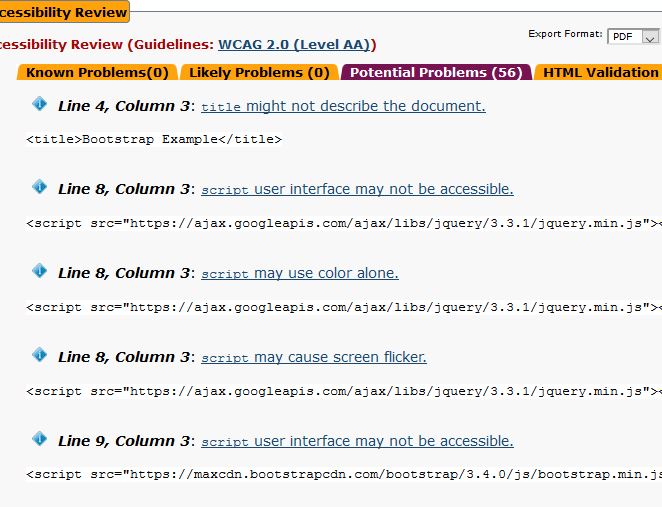 cessibility Review
Export Format: PDF
cessibility Review (Guidelines: WCAG 2.0 (Level AA))
Known Problems(0) Likely Problems (0) Potential Problems (56) HTML Validation
Line 4, Column 3: title might not describe the document.
<title>Bootstrap Example</title>
Line 8, Column 3: script user interface may not be accessible.
<script src="https://ajax.googleapis.com/ajax/libs/jquery/3.3.1/jquery.min.js"><
Line 8, Column 3: script may use color alone.
<script src="https://ajax.googleapis.com/ajax/libs/jquery/3.3.1/jquery.min.js"><
Line 8, Column 3: script may cause screen flicker.
<script src="https://ajax.googleapis.com/ajax/libs/jquery/3.3.1/jquery.min.js"><
Line 9, Column 3: script user interface may not be accessible.
<script src="https://maxcdn.bootstrapcdn.com/bootstrap/3.4.0/js/bootstrap.min.js